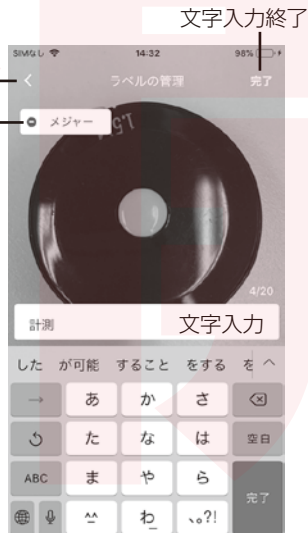 文字入力終了
SIMなし 14:32 98%
ラベルの管理 完了
メジャー
1.5
4/20
計測 文字入力
した が可能 すること をする を
→ あ か さ
た な は 空白
ABC ま や ら
完了
^^ わ_ 、。?!